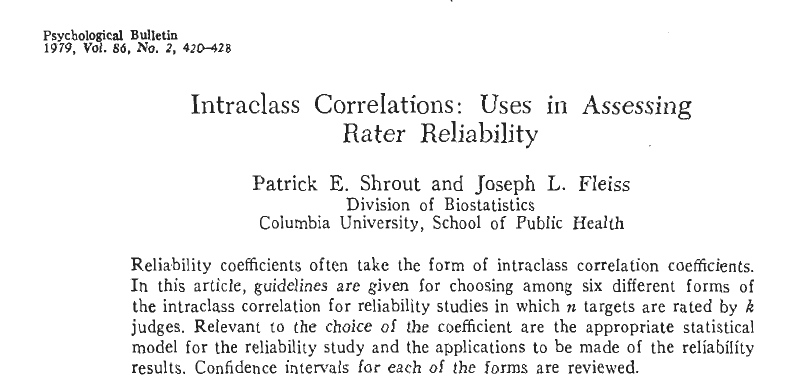 Psychological Bulletin
1979, Vol. 86, No. 2, 420–428
Intraclass Correlations: Uses in Assessing
Rater Reliability
Patrick E. Shrout and Joseph L. Fleiss
Division of Biostatistics
Columbia University, School of Public Health
Reliability coefficients often take the form of intraclass correlation coefficients.
In this article, guidelines are given for choosing among six different forms of
the intraclass correlation for reliability studies in which n targets are rated by k
judges. Relevant to the choice of the coefficient are the appropriate statistical
model for the reliability study and the applications to be made of the reliability
results. Confidence intervals for each of the forms are reviewed.